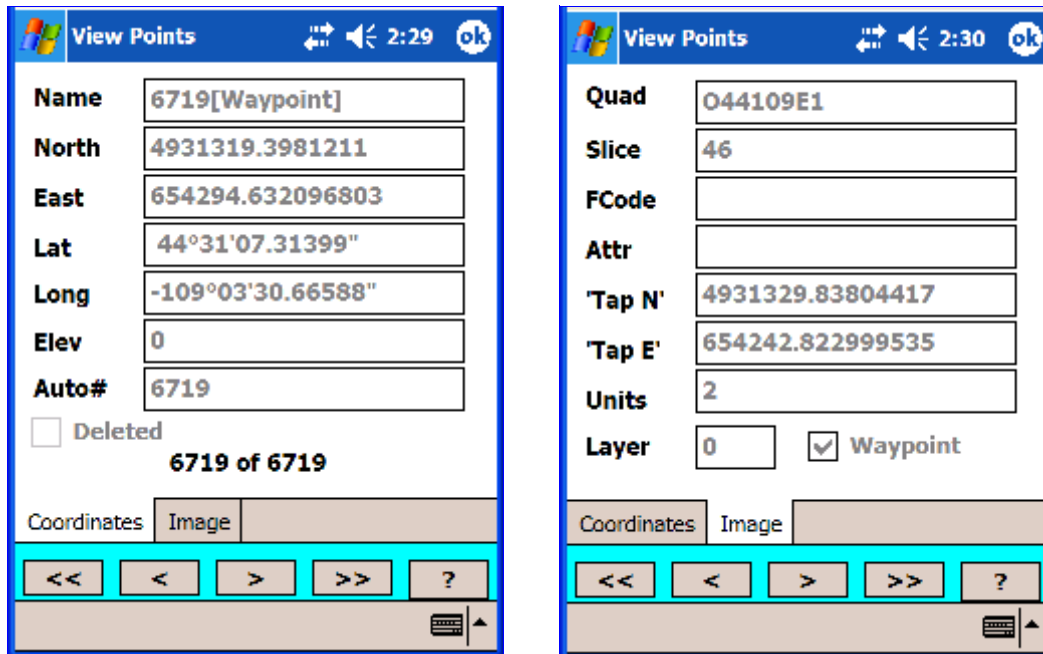 View Points 2:29 ok
Name 6719[Waypoint]
North 4931319.3981211
East 654294.632096803
Lat 44°31'07.31399"
Long -109°03'30.66588"
Elev 0
Auto# 6719
Deleted
6719 of 6719
Coordinates Image
<< < > >> ?
View Points 2:30 ok
Quad O44109E1
Slice 46
FCode
Attr
'Tap N' 4931329.83804417
'Tap E' 654242.822999535
Units 2
Layer 0 Waypoint
Coordinates Image
<< < > >> ?